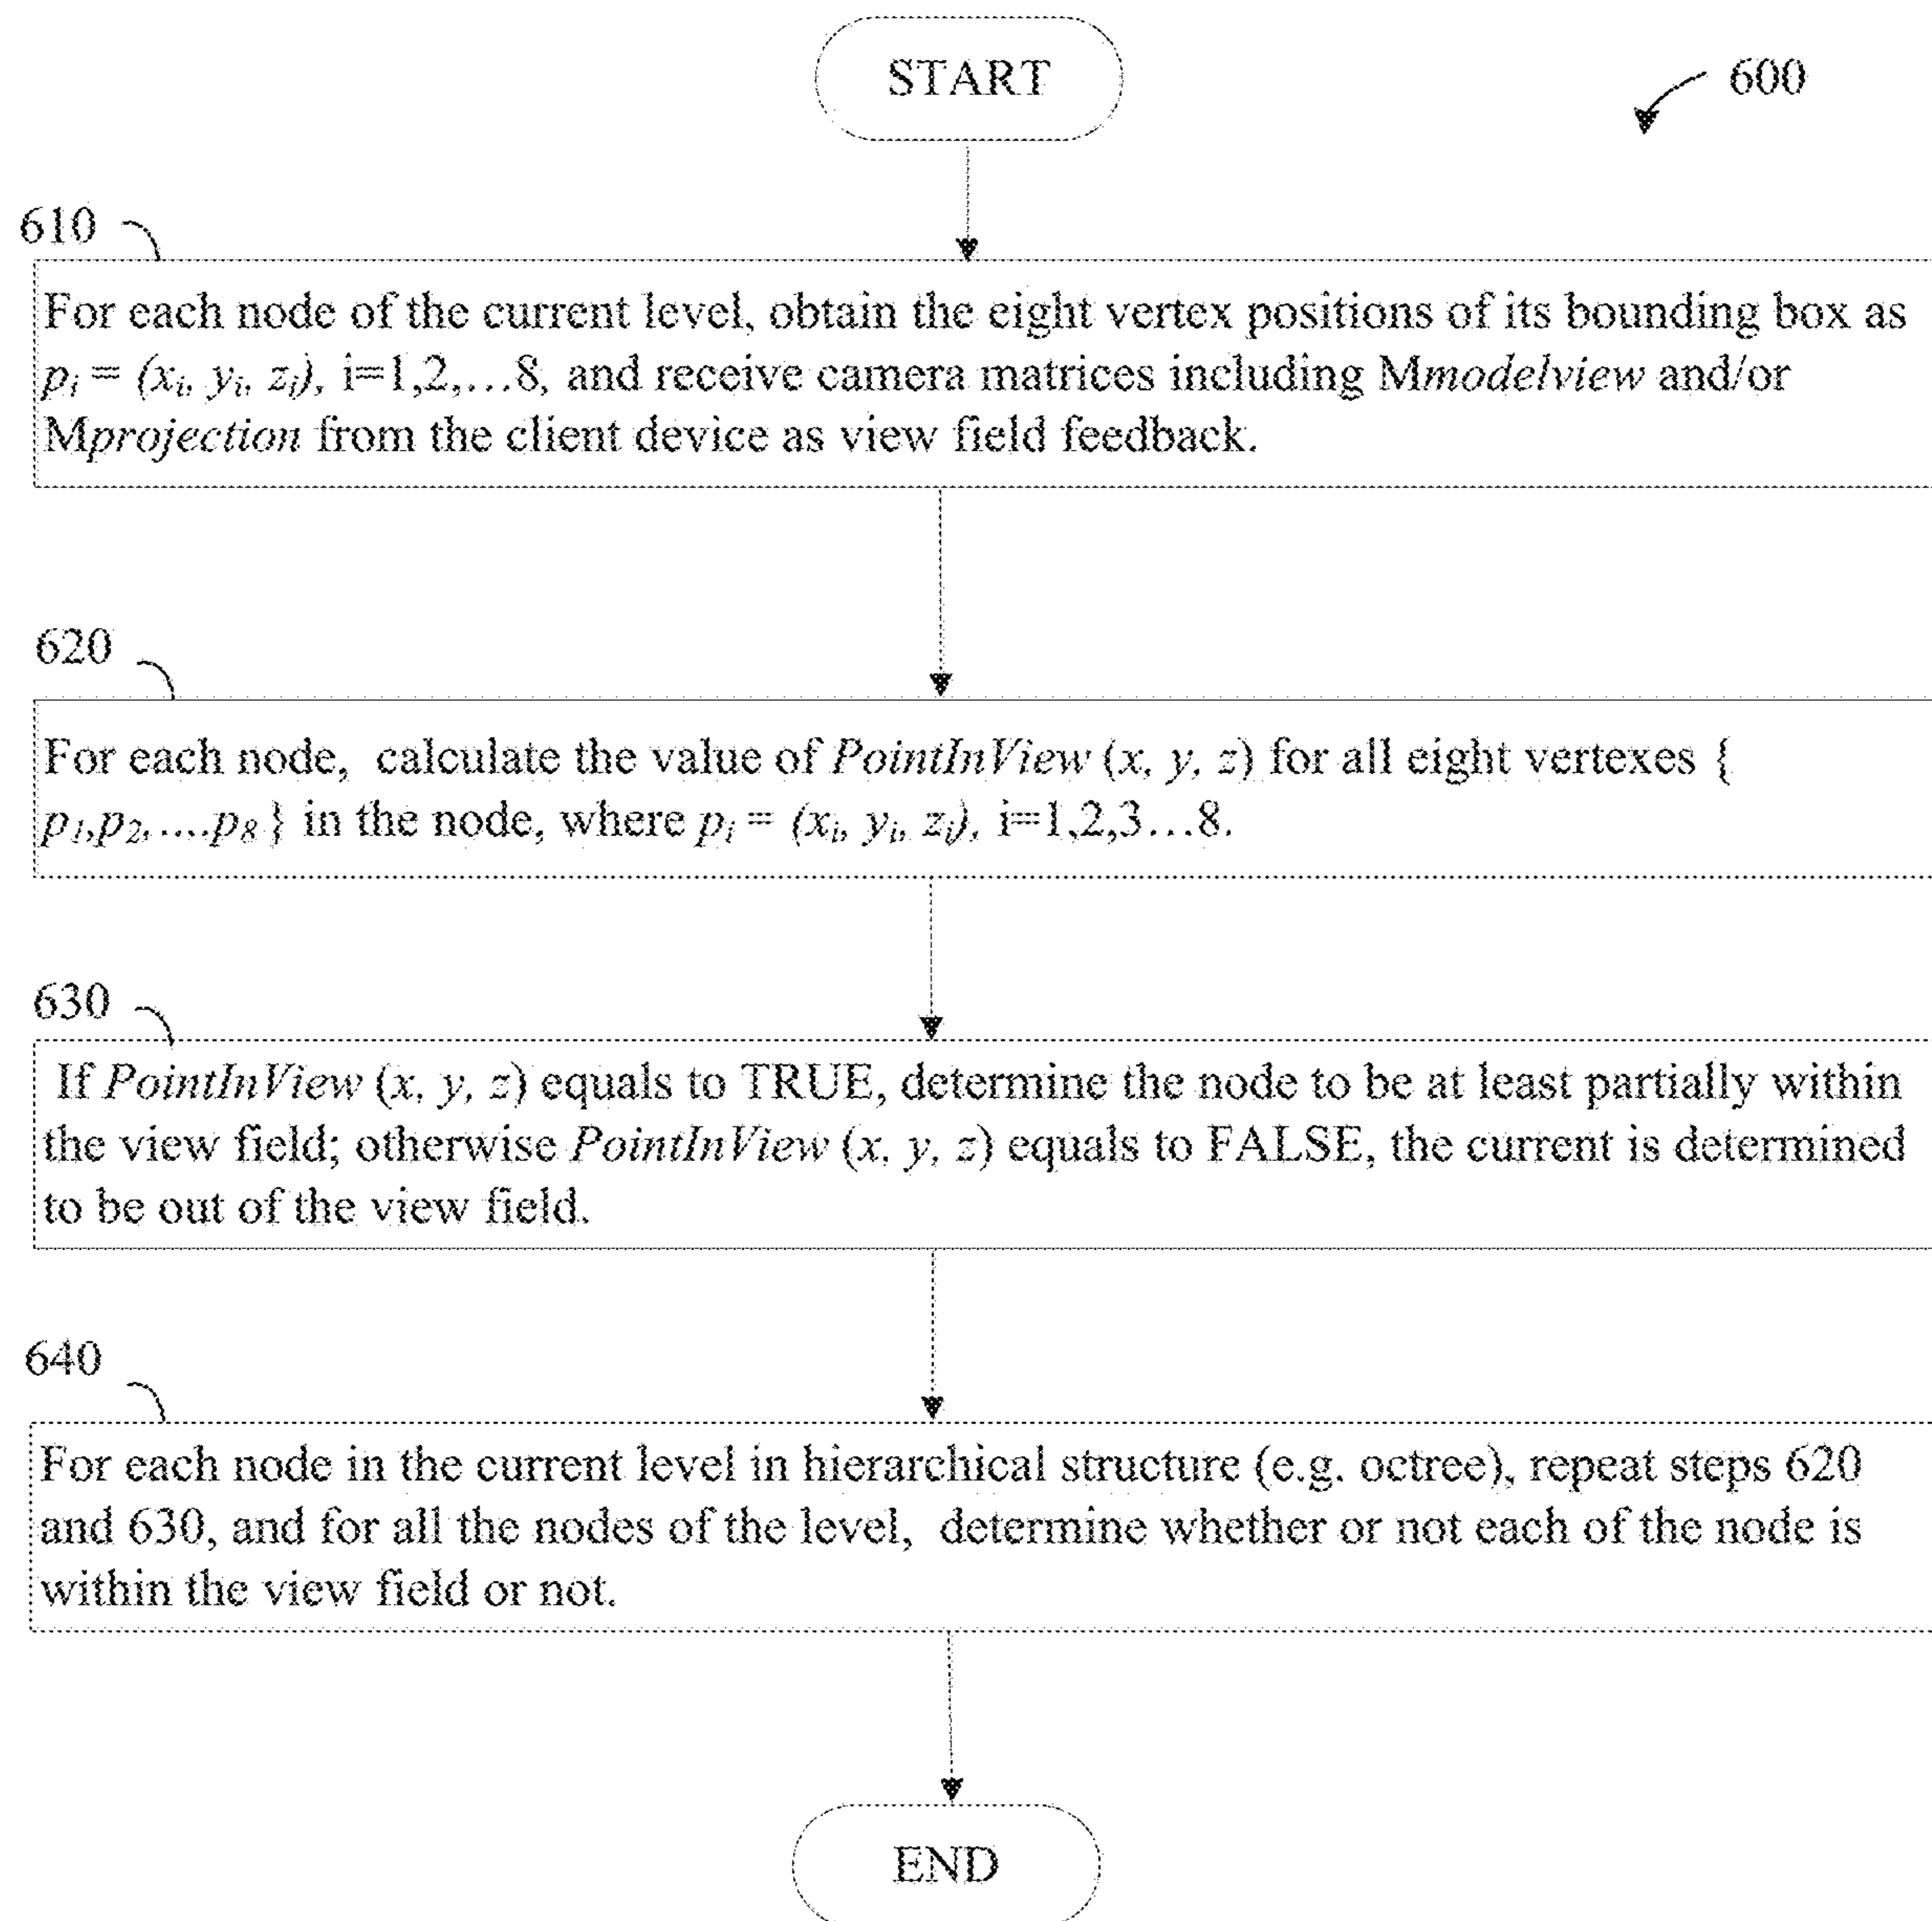 START
600
610
For each node of the current level, obtain the eight vertex positions of its bounding box as
pᵢ = (xᵢ, yᵢ, zᵢ), i=1,2,…8, and receive camera matrices including Mmodelview and/or
Mprojection from the client device as view field feedback.
620
For each node, calculate the value of PointInView (x, y, z) for all eight vertexes {
p₁,p₂,....p₈ } in the node, where pᵢ = (xᵢ, yᵢ, zᵢ), i=1,2,3…8.
630
If PointInView (x, y, z) equals to TRUE, determine the node to be at least partially within
the view field; otherwise PointInView (x, y, z) equals to FALSE, the current is determined
to be out of the view field.
640
For each node in the current level in hierarchical structure (e.g. octree), repeat steps 620
and 630, and for all the nodes of the level, determine whether or not each of the node is
within the view field or not.
END